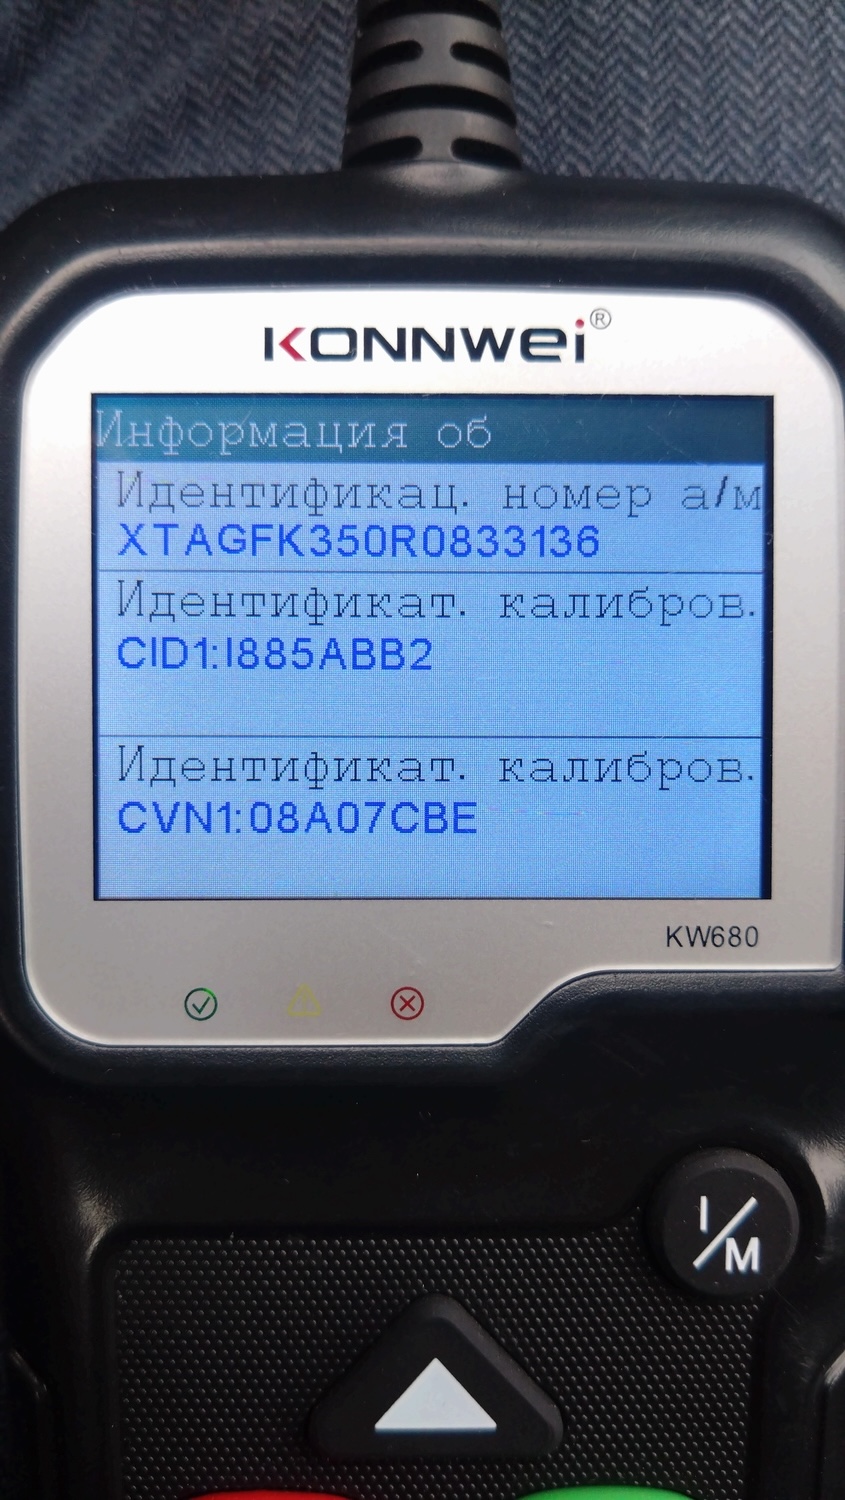 KONNWEI®
Информация об
Идентификац. номер а/м
XTAGFK350R0833136
Идентификат. калибров.
CID1:I885ABB2
Идентификат. калибров.
CVN1:08A07CBE
KW680
I/M